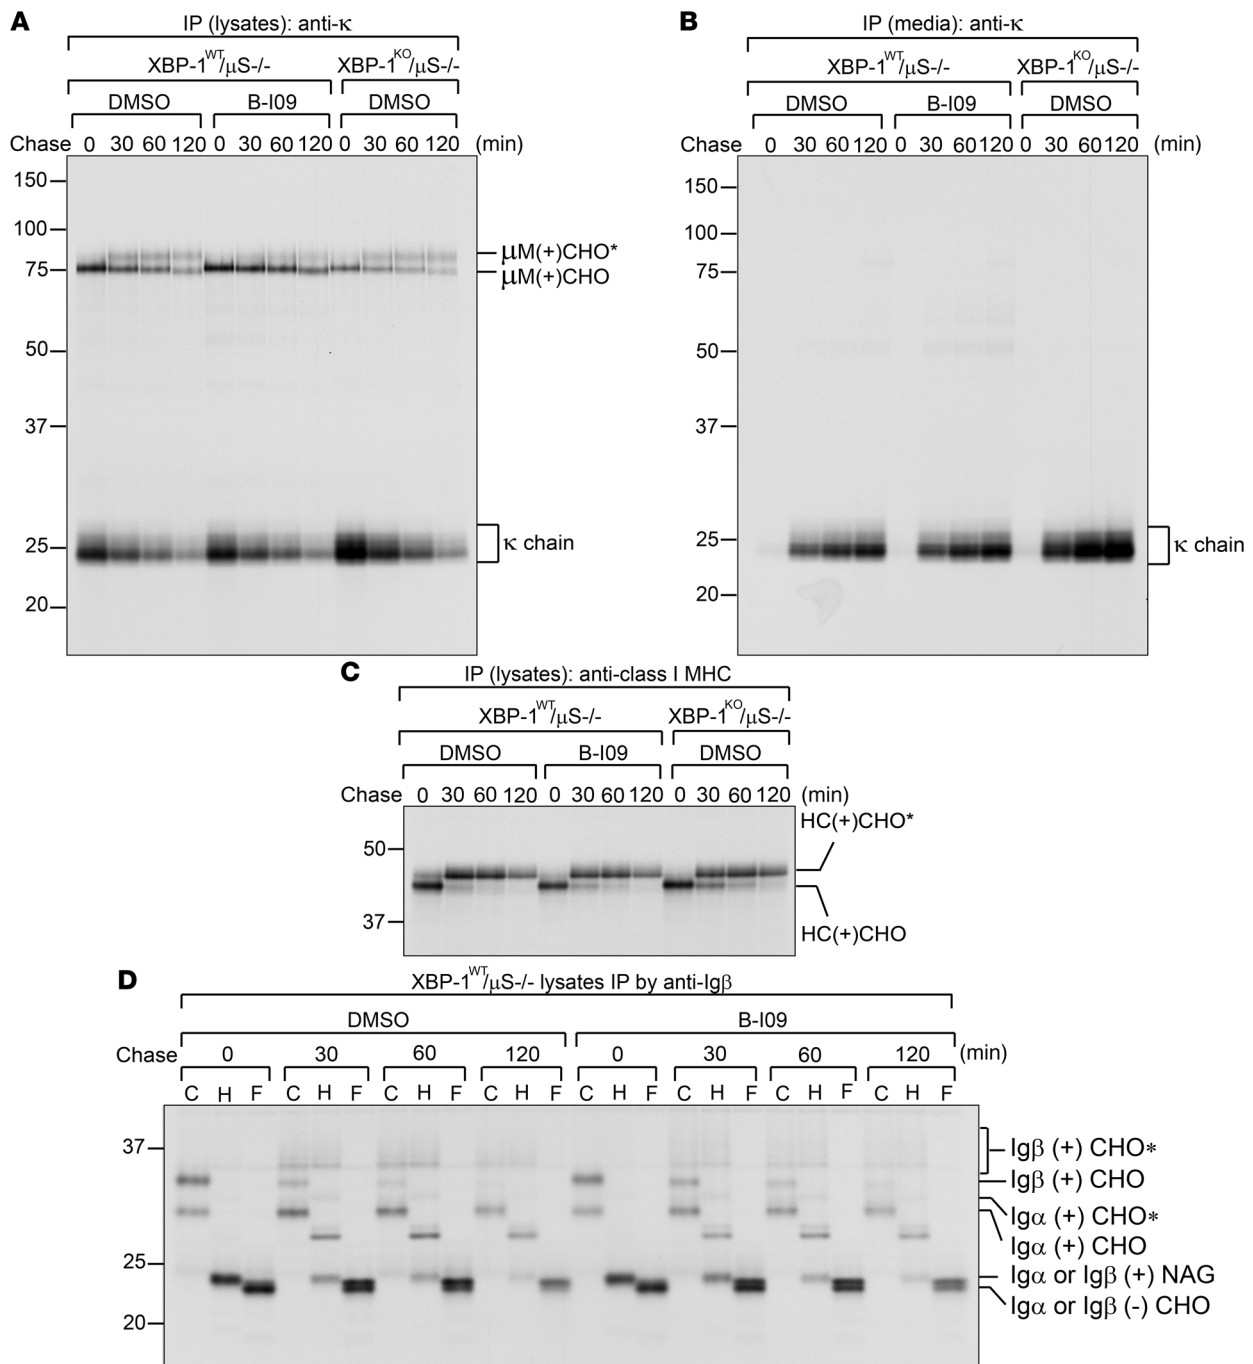 A
IP (lysates): anti-κ
XBP-1WT/μS-/- XBP-1KO/μS-/-
DMSO B-I09 DMSO
Chase 0 30 60 120 0 30 60 120 0 30 60 120 (min)
150
100
75
50
37
25
20
μM(+)CHO*
μM(+)CHO
κ chain
B
IP (media): anti-κ
XBP-1WT/μS-/- XBP-1KO/μS-/-
DMSO B-I09 DMSO
Chase 0 30 60 120 0 30 60 120 0 30 60 120 (min)
150
100
75
50
37
25
20
κ chain
C
IP (lysates): anti-class I MHC
XBP-1WT/μS-/- XBP-1KO/μS-/-
DMSO B-I09 DMSO
Chase 0 30 60 120 0 30 60 120 0 30 60 120 (min)
50
37
HC(+)CHO*
HC(+)CHO
D
XBP-1WT/μS-/- lysates IP by anti-Igβ
DMSO B-I09
Chase 0 30 60 120 0 30 60 120 (min)
C H F C H F C H F C H F C H F C H F C H F C H F
37
25
20
Igβ (+) CHO*
Igβ (+) CHO
Igα (+) CHO*
Igα (+) CHO
Igα or Igβ (+) NAG
Igα or Igβ (-) CHO